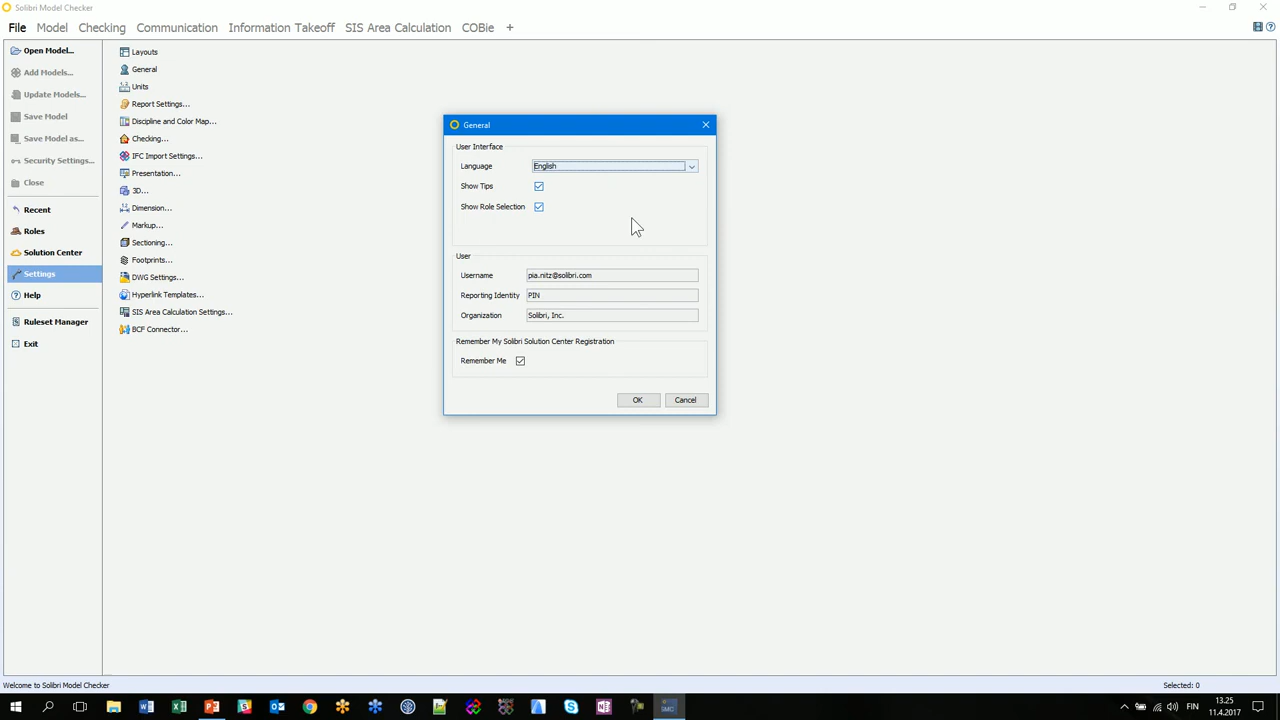 Solibri Model Checker
File Model Checking Communication Information Takeoff SIS Area Calculation COBie +
Open Model...
Add Models...
Update Models...
Save Model
Save Model as...
Security Settings...
Close
Recent
Roles
Solution Center
Settings
Help
Ruleset Manager
Exit
Layouts
General
Units
Report Settings...
Discipline and Color Map...
Checking...
IFC Import Settings...
Presentation...
3D...
Dimension...
Markup...
Sectioning...
Footprints...
DWG Settings...
Hyperlink Templates...
SIS Area Calculation Settings...
BCF Connector...
General
User Interface
Language English
Show Tips
Show Role Selection
User
Username pia.nitz@solibri.com
Reporting Identity PIN
Organization Solibri, Inc.
Remember My Solibri Solution Center Registration
Remember Me
OK Cancel
Welcome to Solibri Model Checker
Selected: 0
SMC
FIN
13.25
11.4.2017